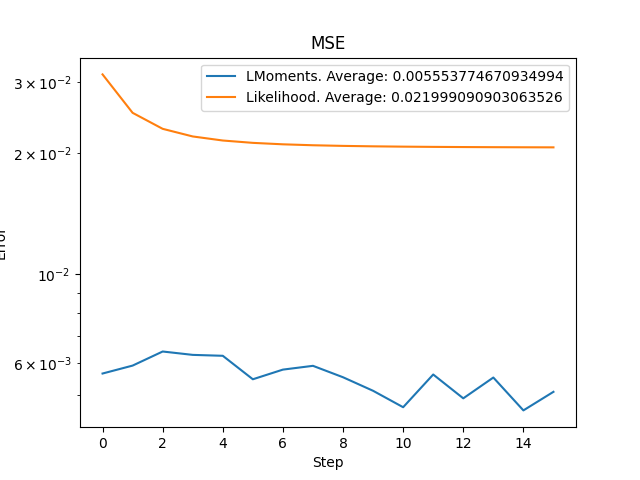 MSE
LMoments. Average: 0.005553774670934994
Likelihood. Average: 0.021999090903063526
3 × 10⁻²
2 × 10⁻²
10⁻²
6 × 10⁻³
Error
0 2 4 6 8 10 12 14
Step